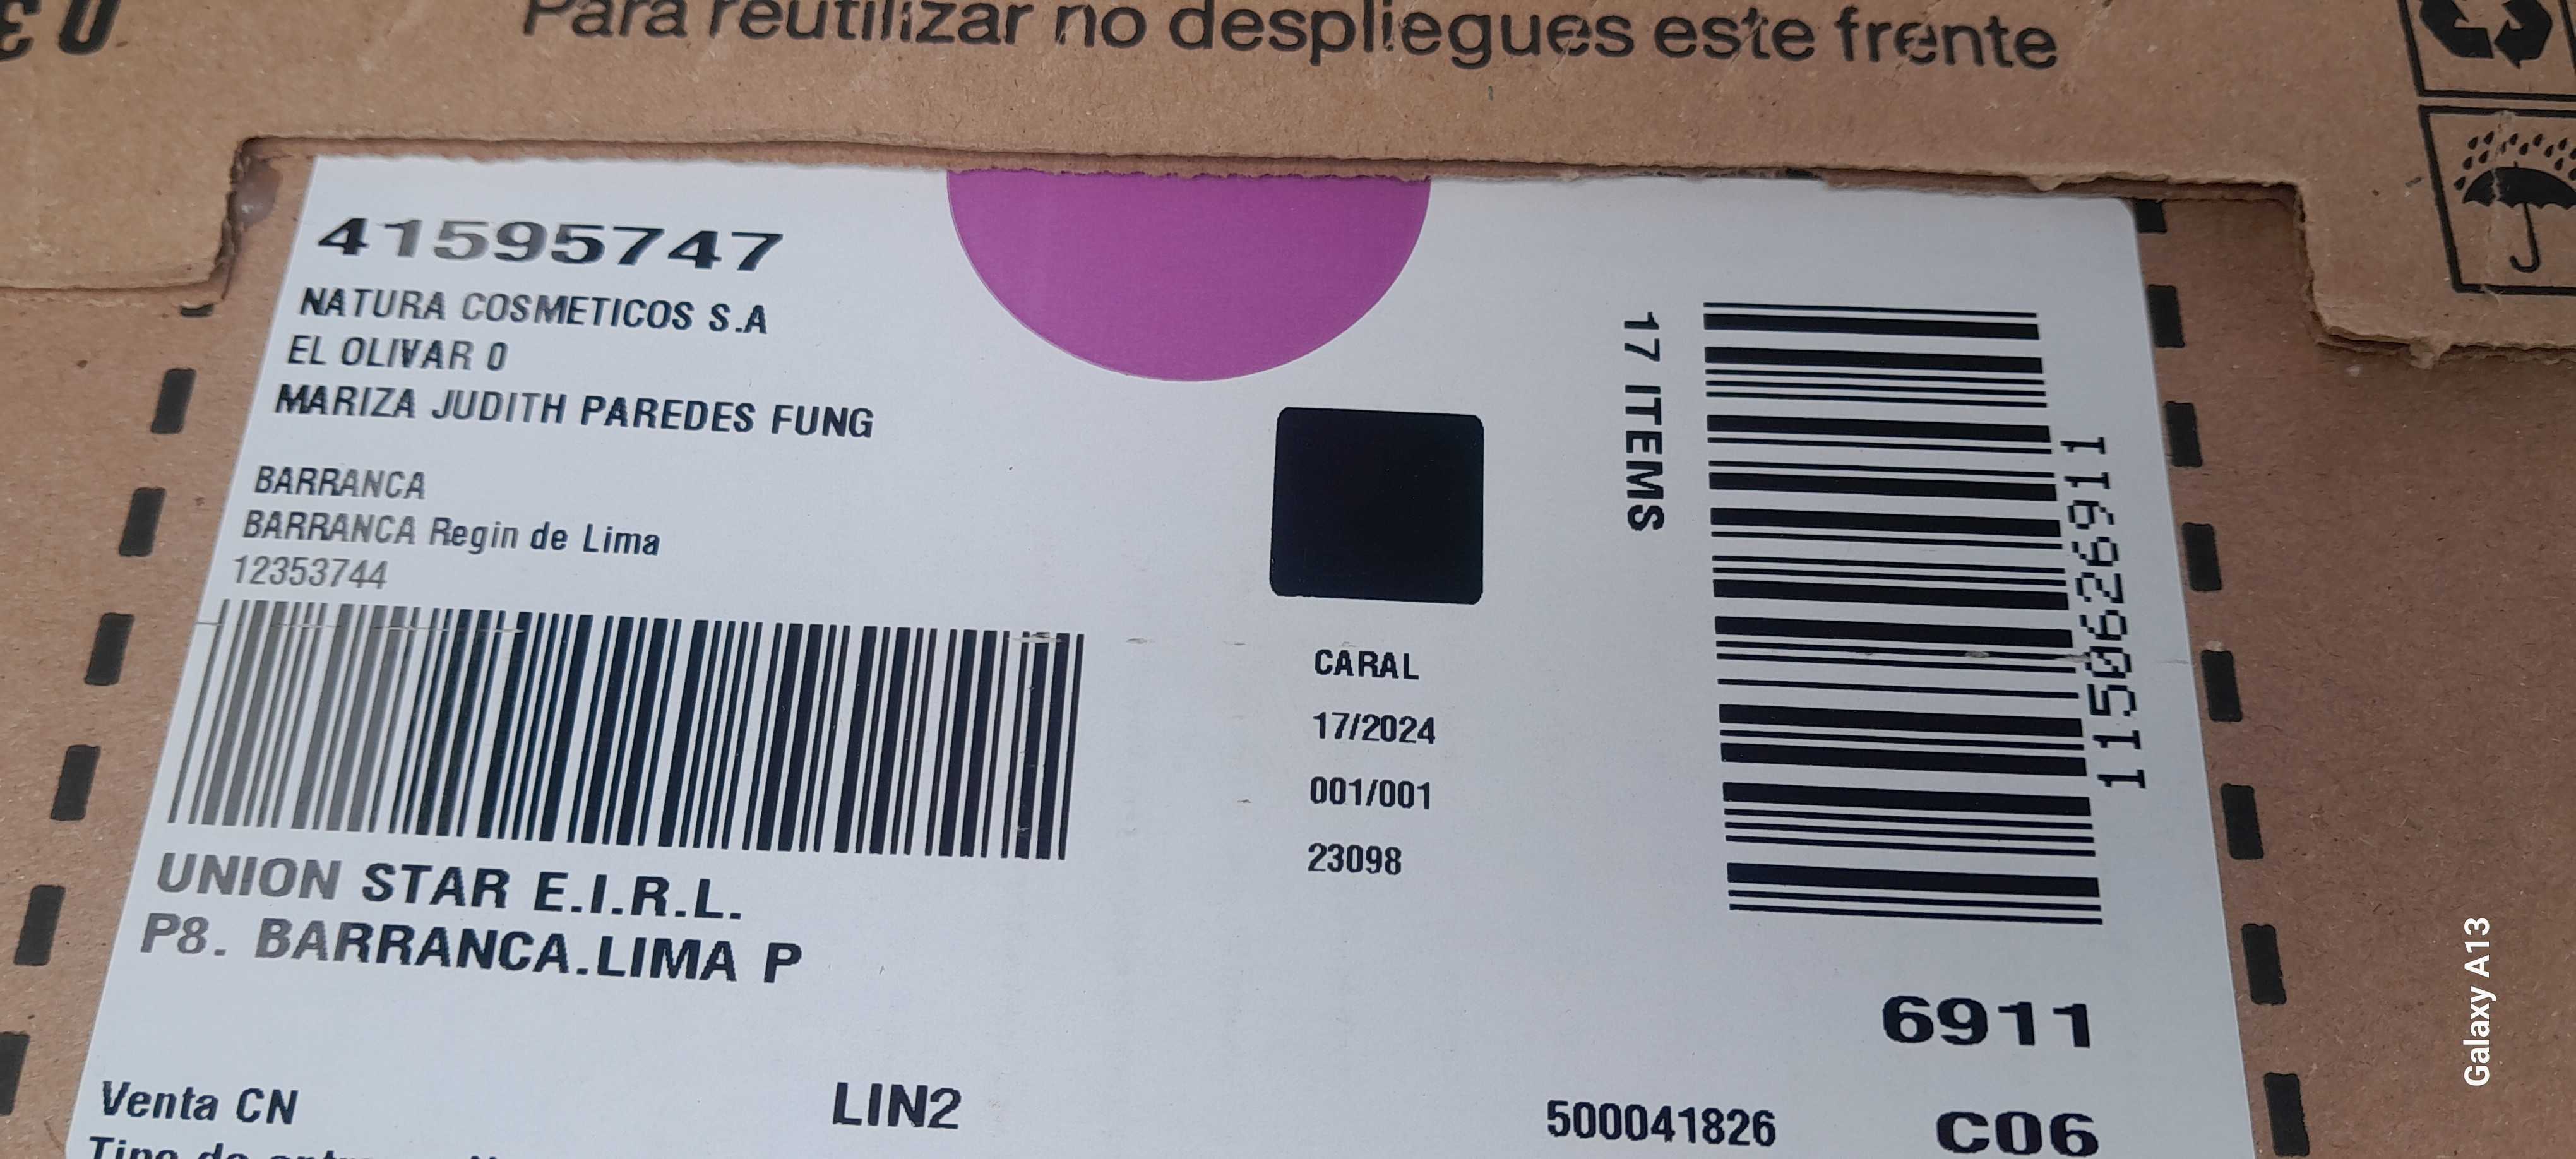 Para reutilizar no despliegues este frente
41595747
NATURA COSMETICOS S.A
EL OLIVAR 0
MARIZA JUDITH PAREDES FUNG
BARRANCA
BARRANCA Regin de Lima
12353744
UNION STAR E.I.R.L.
P8. BARRANCA.LIMA P
Venta CN
LIN2
CARAL
17/2024
001/001
23098
17 ITEMS
1150626911
6911
500041826
C06
Galaxy A13